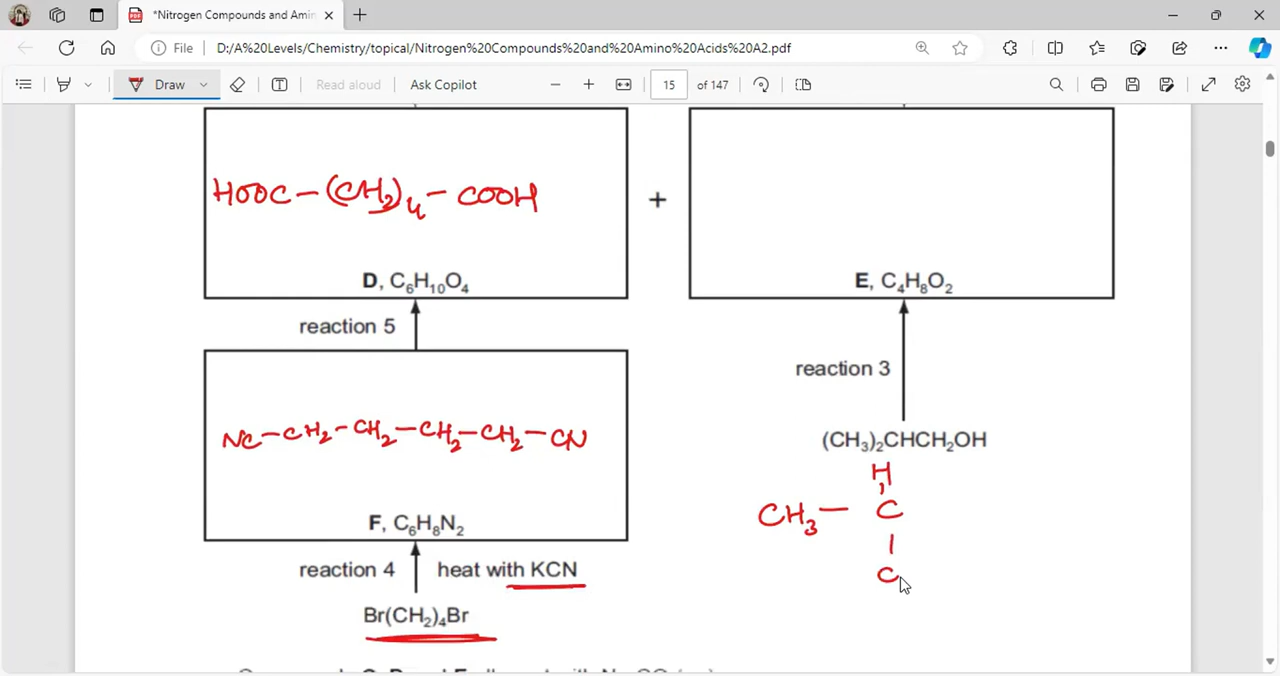 *Nitrogen Compounds and Amin
File
D:/A%20Levels/Chemistry/topical/Nitrogen%20Compounds%20and%20Amino%20Acids%20A2.pdf
Draw
Read aloud
Ask Copilot
15 of 147
HOOC-(CH₂)₄-COOH
+
D, C₆H₁₀O₄
E, C₄H₈O₂
reaction 5
reaction 3
(CH₃)₂CHCH₂OH
NC-CH₂-CH₂-CH₂-CH₂-CN
H
CH₃-C
C
F, C₆H₈N₂
reaction 4 heat with KCN
Br(CH₂)₄Br